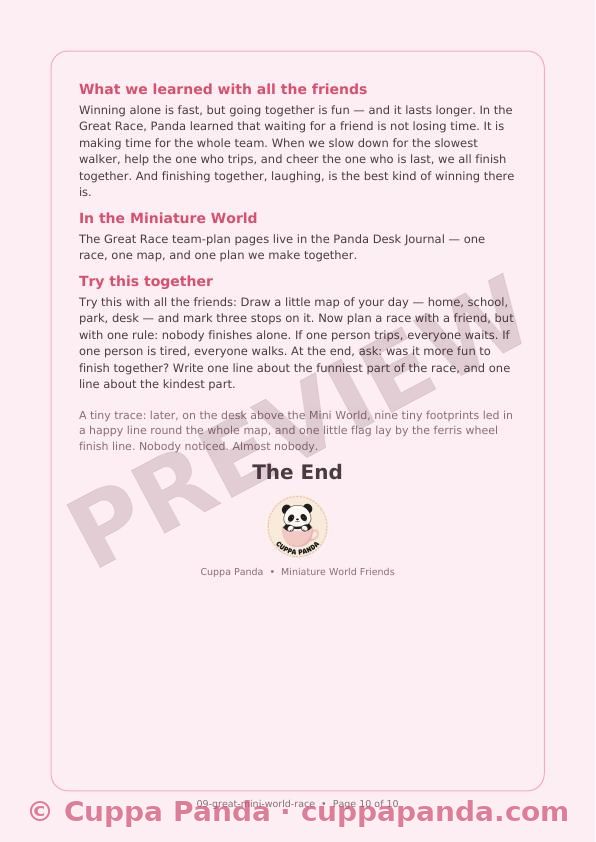 What we learned with all the friends
Winning alone is fast, but going together is fun — and it lasts longer. In the
Great Race, Panda learned that waiting for a friend is not losing time. It is
making time for the whole team. When we slow down for the slowest
walker, help the one who trips, and cheer the one who is last, we all finish
together. And finishing together, laughing, is the best kind of winning there
is.
In the Miniature World
The Great Race team-plan pages live in the Panda Desk Journal — one
race, one map, and one plan we make together.
Try this together
Try this with all the friends: Draw a little map of your day — home, school,
park, desk — and mark three stops on it. Now plan a race with a friend, but
with one rule: nobody finishes alone. If one person trips, everyone waits. If
one person is tired, everyone walks. At the end, ask: was it more fun to
finish together? Write one line about the funniest part of the race, and one
line about the kindest part.
A tiny trace: later, on the desk above the Mini World, nine tiny footprints led in
a happy line round the whole map, and one little flag lay by the ferris wheel
finish line. Nobody noticed. Almost nobody.
PREVIEW
The End
CUPPA PANDA
Cuppa Panda • Miniature World Friends
09-great-mini-world-race • Page 10 of 10
© Cuppa Panda · cuppapanda.com